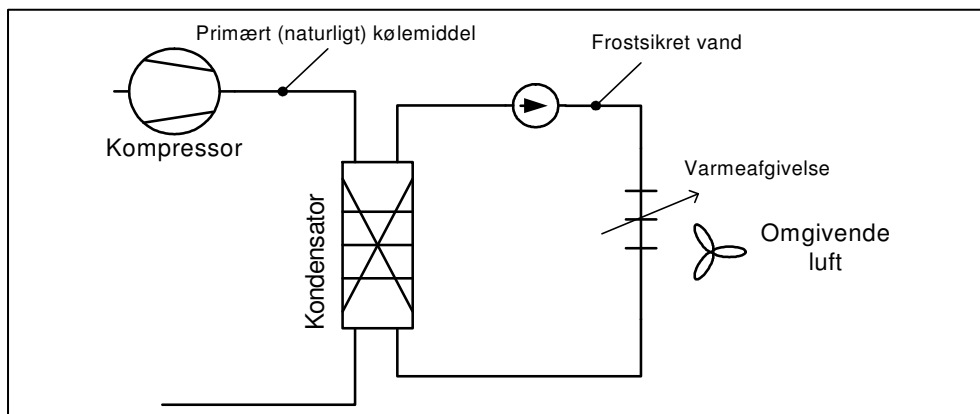 Primært (naturligt) kølemiddel
Frostsikret vand
Kompressor
Varmeafgivelse
Kondensator
Omgivende
luft